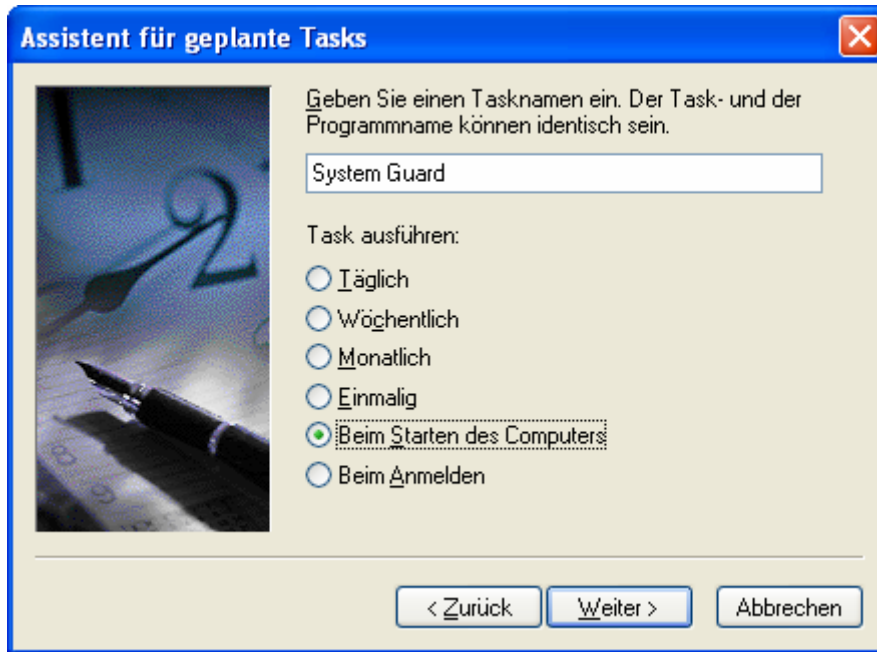 Assistent für geplante Tasks
Geben Sie einen Tasknamen ein. Der Task- und der
Programmname können identisch sein.
System Guard
Task ausführen:
Täglich
Wöchentlich
Monatlich
Einmalig
Beim Starten des Computers
Beim Anmelden
< Zurück
Weiter >
Abbrechen